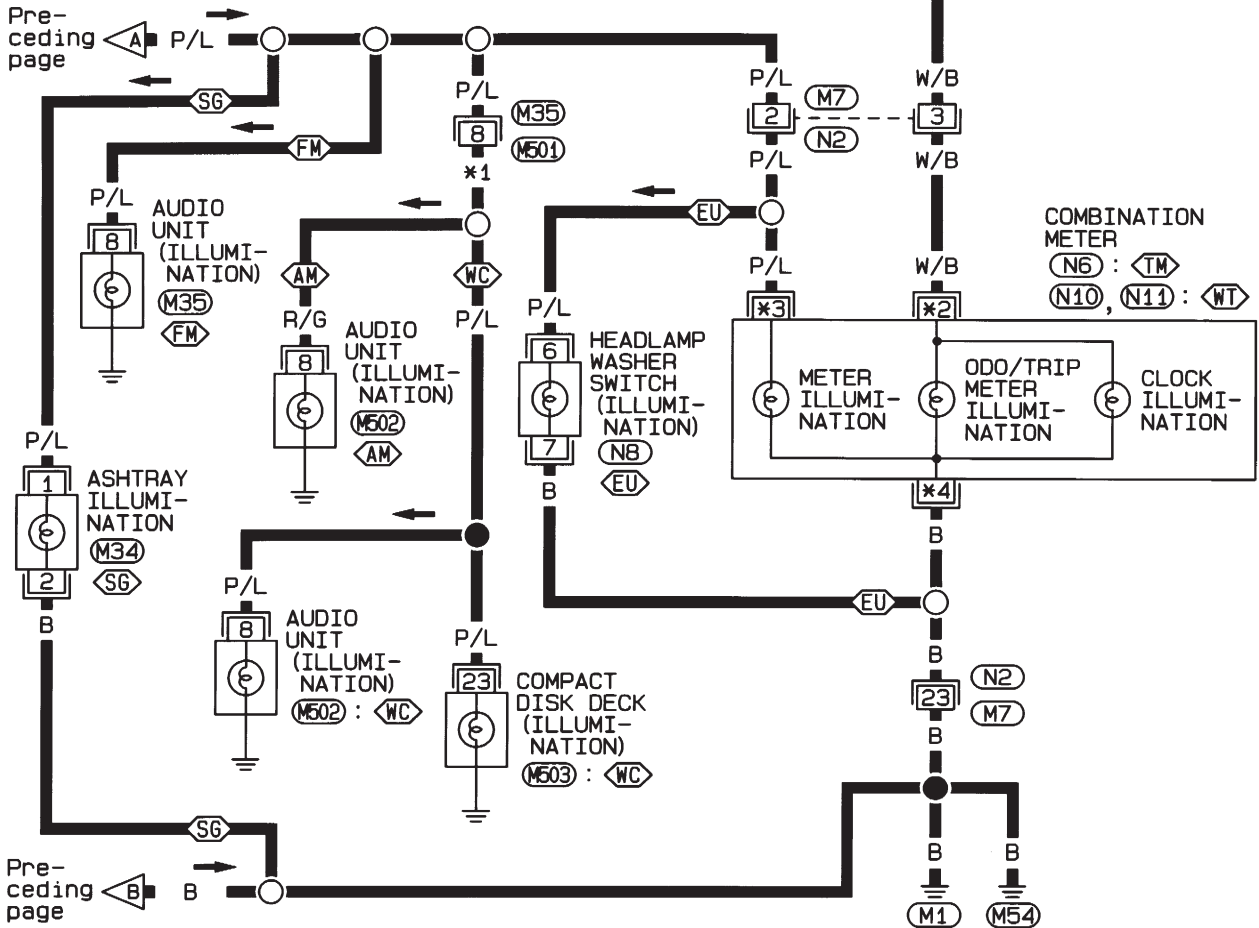 Pre-
ceding
page
A
P/L
SG
FM
P/L
8
AUDIO
UNIT
(ILLUMI-
NATION)
M35
FM
P/L
8
M35
M501
*1
AM
WC
R/G
8
AUDIO
UNIT
(ILLUMI-
NATION)
M502
AM
P/L
P/L
2
P/L
M7
N2
W/B
3
W/B
EU
P/L
W/B
COMBINATION
METER
N6 : TM
N10, N11 : WT
*3
*2
METER
ILLUMI-
NATION
ODO/TRIP
METER
ILLUMI-
NATION
CLOCK
ILLUMI-
NATION
*4
P/L
6
HEADLAMP
WASHER
SWITCH
(ILLUMI-
NATION)
7
N8
EU
B
P/L
1
ASHTRAY
ILLUMI-
NATION
M34
2
SG
B
P/L
8
AUDIO
UNIT
(ILLUMI-
NATION)
M502 : WC
P/L
23
COMPACT
DISK DECK
(ILLUMI-
NATION)
M503 : WC
B
EU
B
23
N2
M7
B
SG
Pre-
ceding
page
B
B
B
B
M1
M54